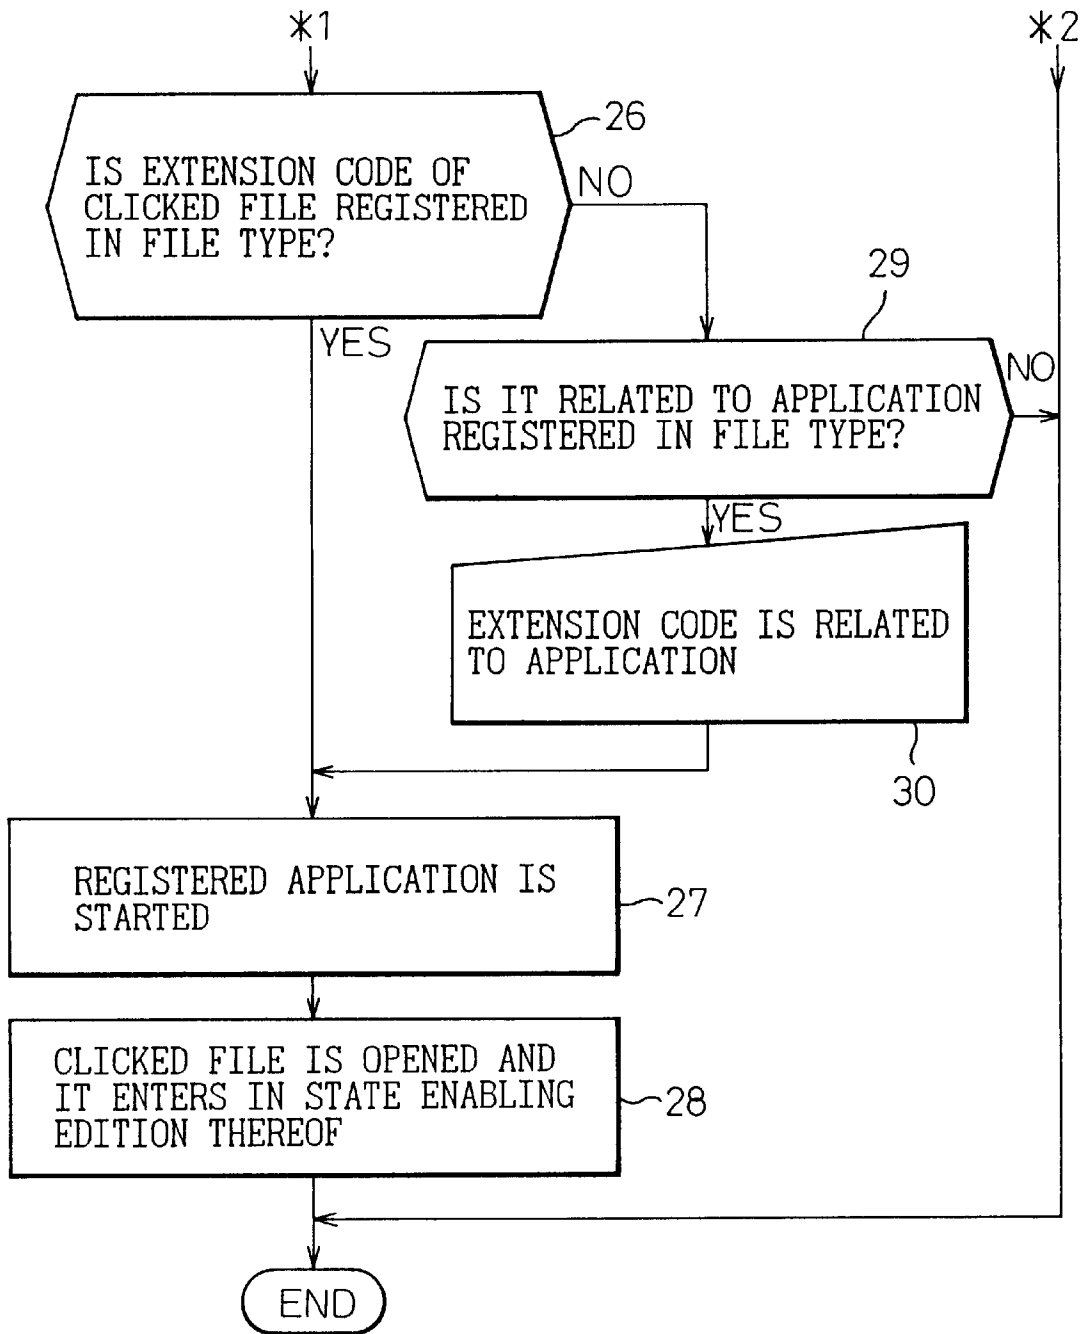 *1
*2
26
IS EXTENSION CODE OF
CLICKED FILE REGISTERED
IN FILE TYPE?
NO
YES
29
IS IT RELATED TO APPLICATION
REGISTERED IN FILE TYPE?
NO
YES
EXTENSION CODE IS RELATED
TO APPLICATION
30
REGISTERED APPLICATION IS
STARTED
27
CLICKED FILE IS OPENED AND
IT ENTERS IN STATE ENABLING
EDITION THEREOF
28
END